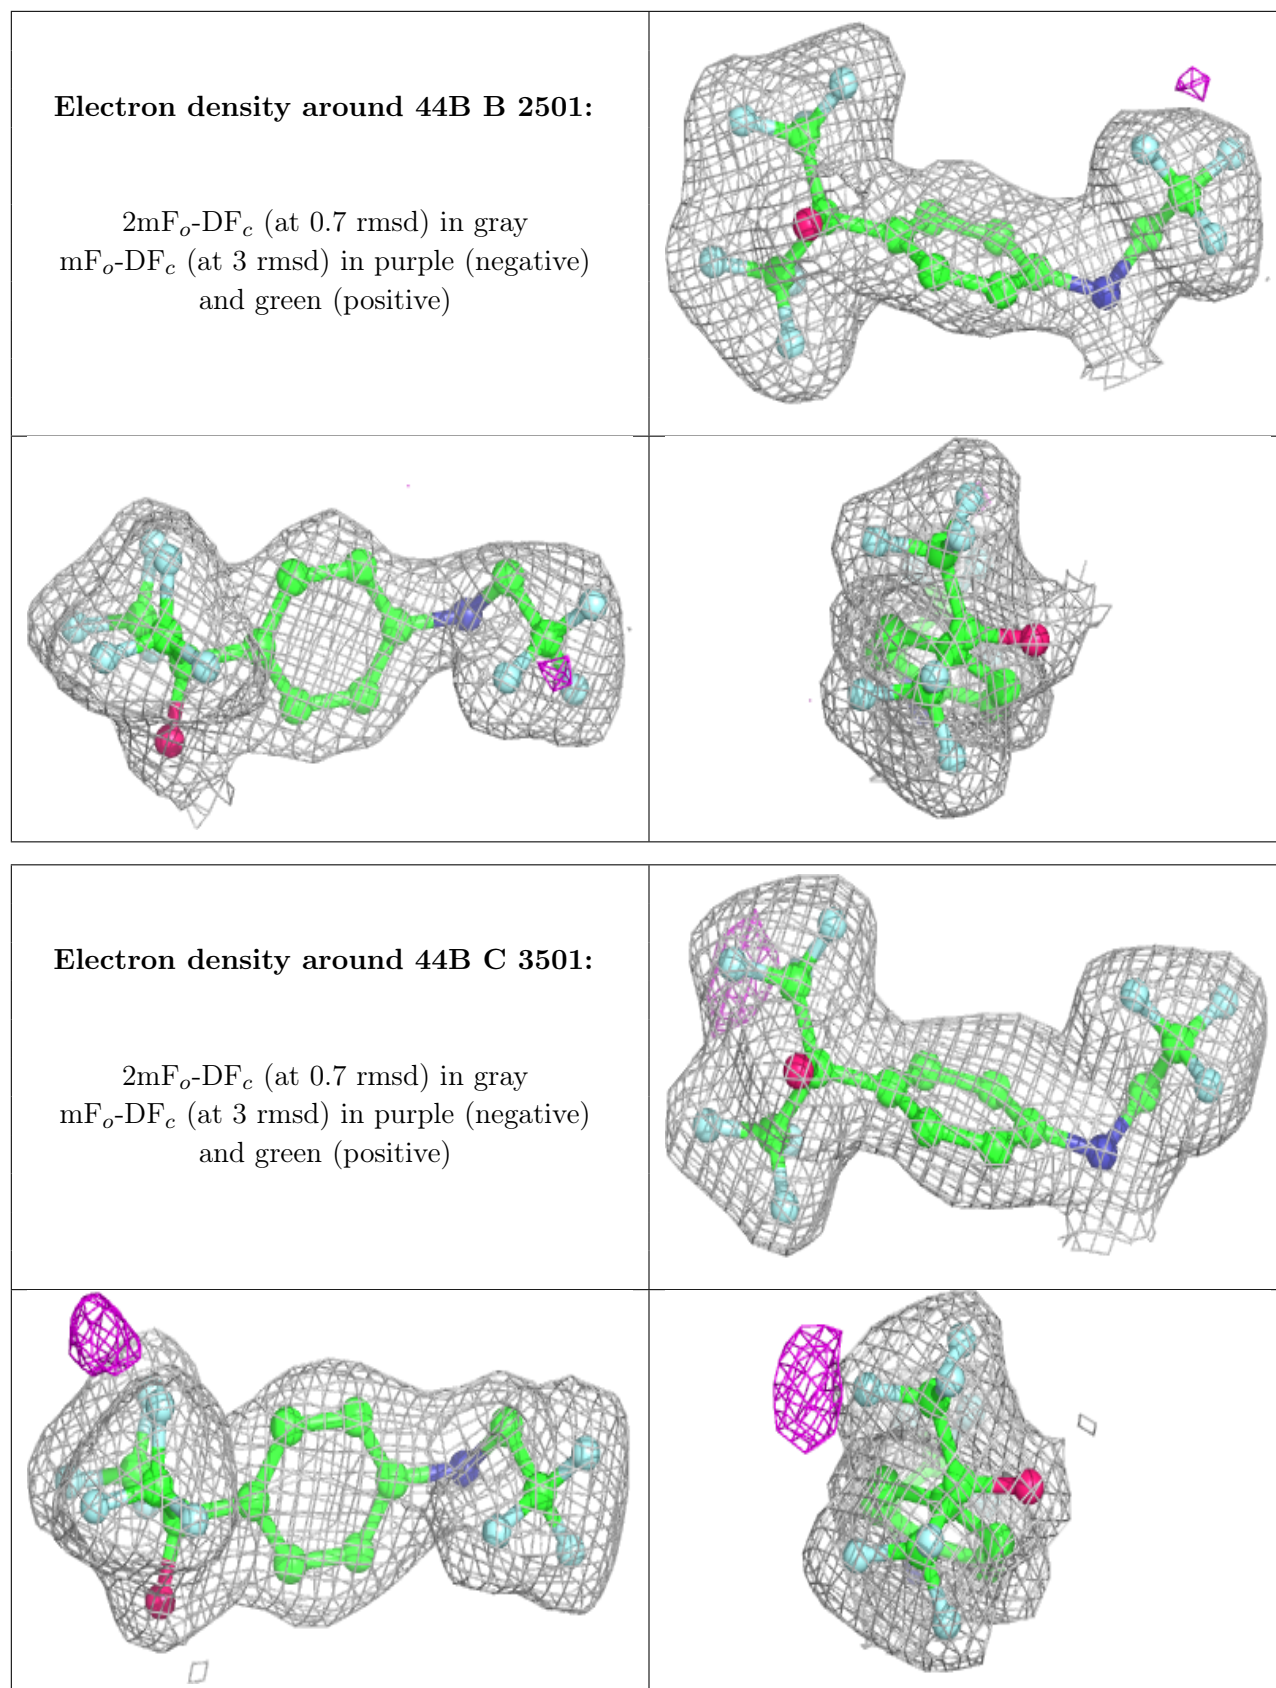 Electron density around 44B B 2501:
2mFo-DFc (at 0.7 rmsd) in gray
mFo-DFc (at 3 rmsd) in purple (negative)
and green (positive)
Electron density around 44B C 3501:
2mFo-DFc (at 0.7 rmsd) in gray
mFo-DFc (at 3 rmsd) in purple (negative)
and green (positive)